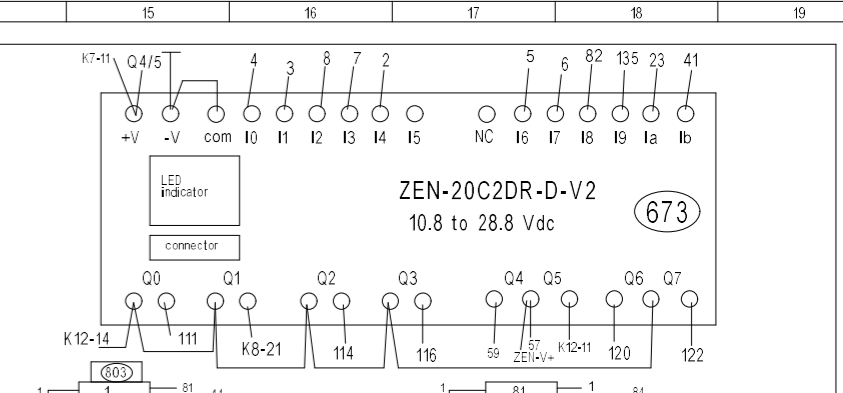 15 16 17 18 19
K7-11 Q4/5 4 3 8 7 2 5 6 82 135 23 41
+V -V com I0 I1 I2 I3 I4 I5 NC I6 I7 I8 I9 Ia Ib
LED
indicator
ZEN-20C2DR-D-V2
10.8 to 28.8 Vdc
673
connector
Q0 Q1 Q2 Q3 Q4 Q5 Q6 Q7
K12-14 111 K8-21 114 116 59 57 K12-11 120 122
ZEN-V+
803
1 1 81 1 81 1 84